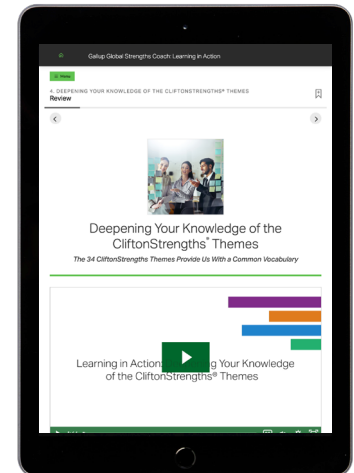 Gallup Global Strengths Coach: Learning in Action
Menu
4. DEEPENING YOUR KNOWLEDGE OF THE CLIFTONSTRENGTHS® THEMES
Review
Deepening Your Knowledge of the
CliftonStrengths® Themes
The 34 CliftonStrengths Themes Provide Us With a Common Vocabulary
Learning in Action: ng Your Knowledge
of the CliftonStrengths® Themes